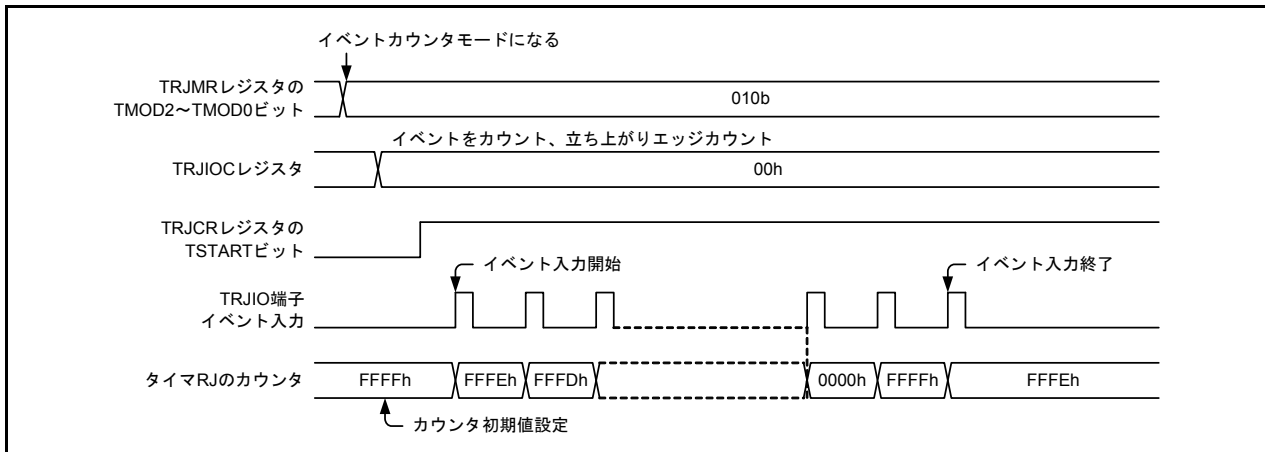 イベントカウンタモードになる
TRJMRレジスタの
TMOD2～TMOD0ビット
010b
イベントをカウント、立ち上がりエッジカウント
TRJIOCレジスタ
00h
TRJCRレジスタの
TSTARTビット
イベント入力開始
イベント入力終了
TRJIO端子
イベント入力
タイマRJのカウンタ
FFFFh
FFFEh
FFFDh
0000h
FFFFh
FFFEh
カウンタ初期値設定